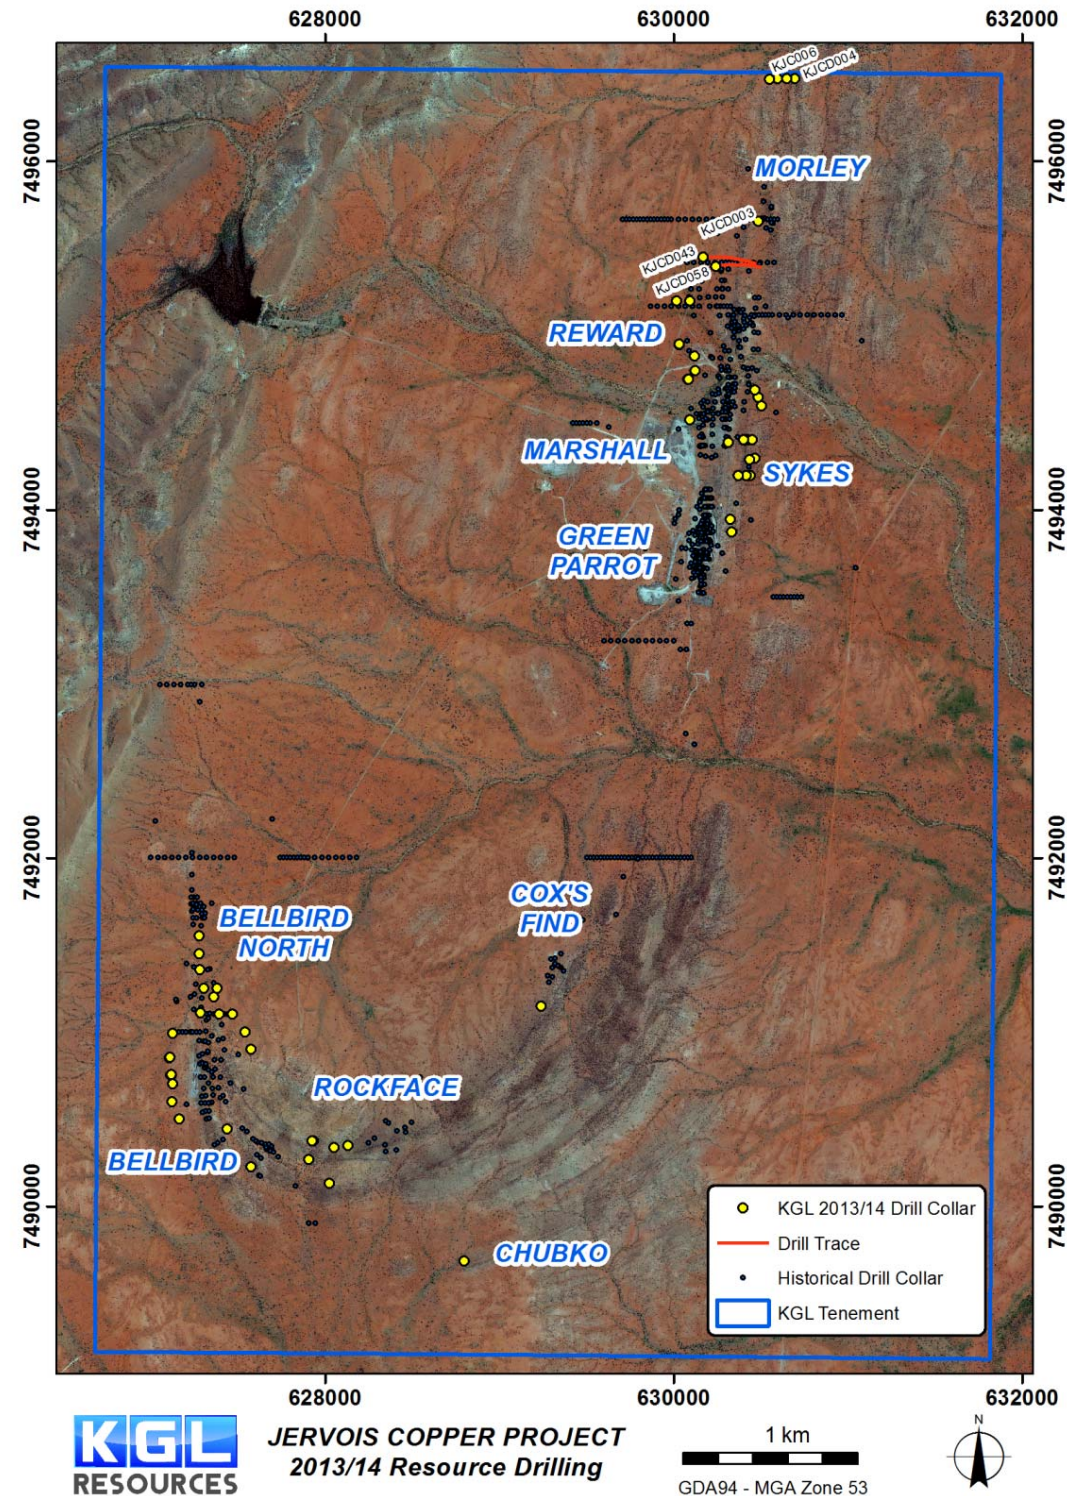 628000
630000
632000
KJC006
KJCD004
7496000
7496000
MORLEY
KJCD003
KJCD043
KJCD058
REWARD
MARSHALL
SYKES
7494000
7494000
GREEN
PARROT
7492000
7492000
COX'S
FIND
BELLBIRD
NORTH
ROCKFACE
BELLBIRD
7490000
7490000
CHUBKO
KGL 2013/14 Drill Collar
Drill Trace
Historical Drill Collar
KGL Tenement
628000
630000
632000
KGL
RESOURCES
JERVOIS COPPER PROJECT
2013/14 Resource Drilling
1 km
GDA94 - MGA Zone 53
N